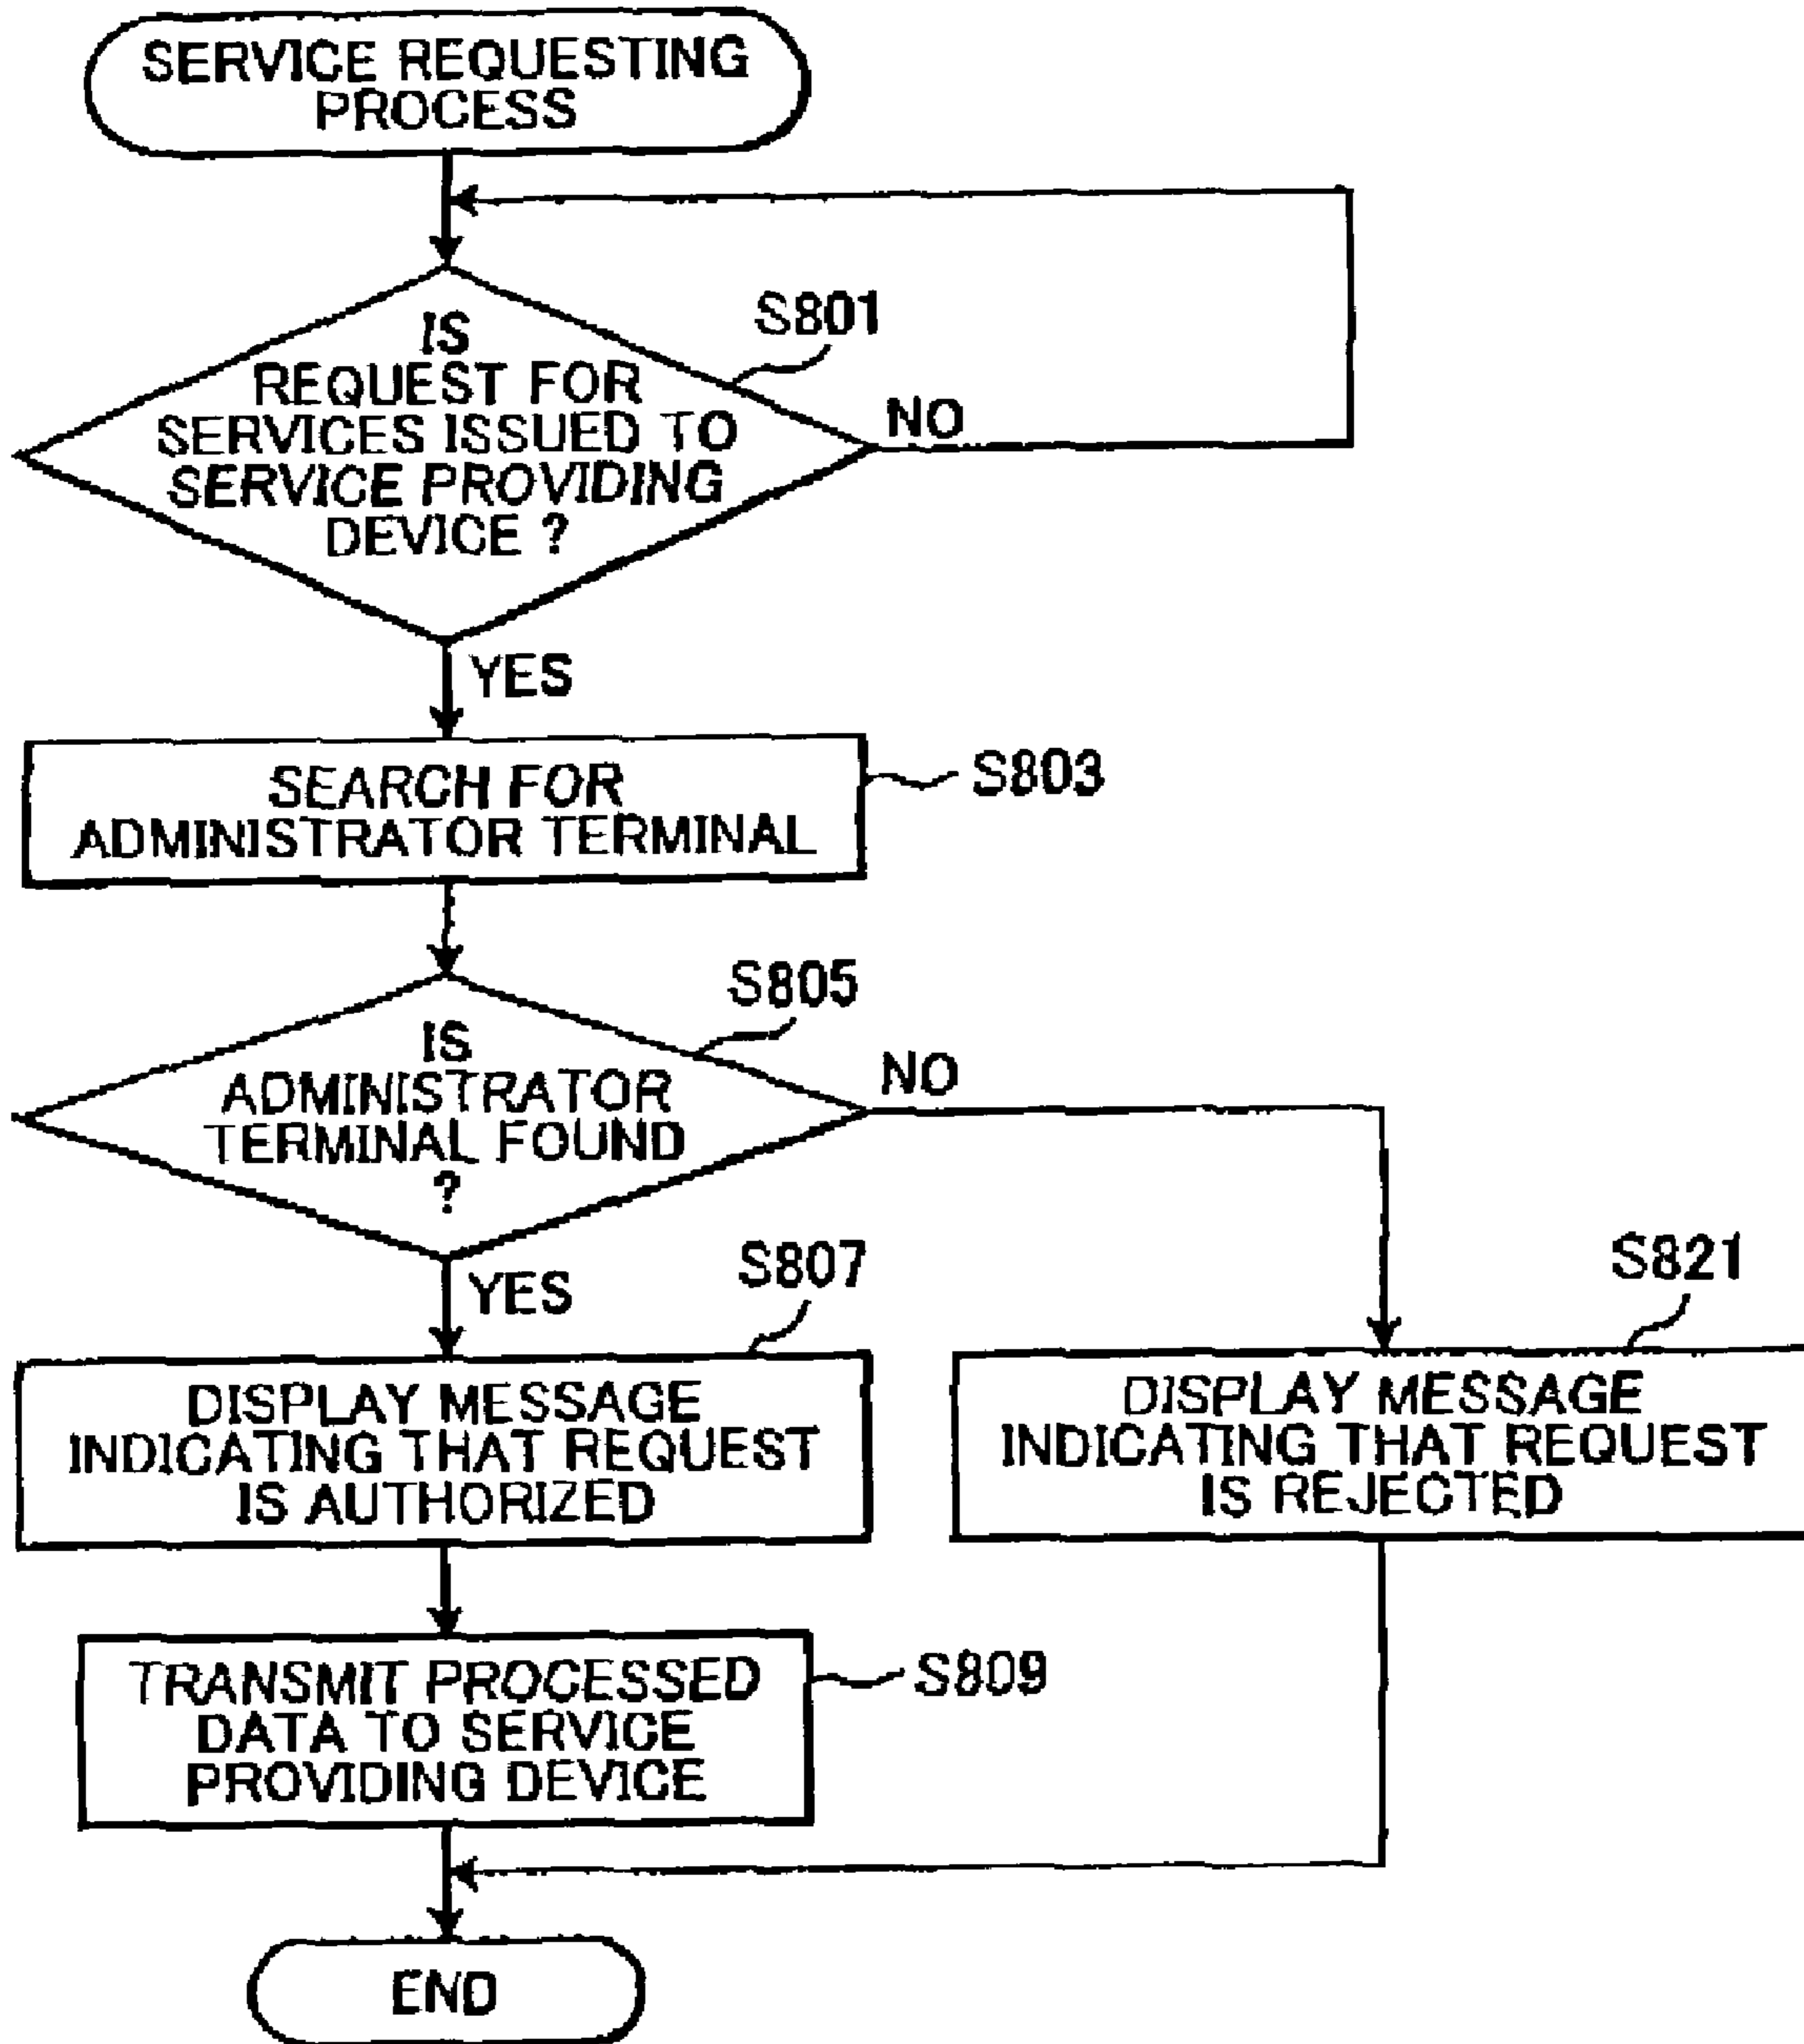 SERVICE REQUESTING
PROCESS
S801
IS
REQUEST FOR
SERVICES ISSUED TO
SERVICE PROVIDING
DEVICE ?
NO
YES
SEARCH FOR
ADMINISTRATOR TERMINAL
S803
S805
IS
ADMINISTRATOR
TERMINAL FOUND
?
NO
YES
S807
DISPLAY MESSAGE
INDICATING THAT REQUEST
IS AUTHORIZED
S821
DISPLAY MESSAGE
INDICATING THAT REQUEST
IS REJECTED
TRANSMIT PROCESSED
DATA TO SERVICE
PROVIDING DEVICE
S809
END